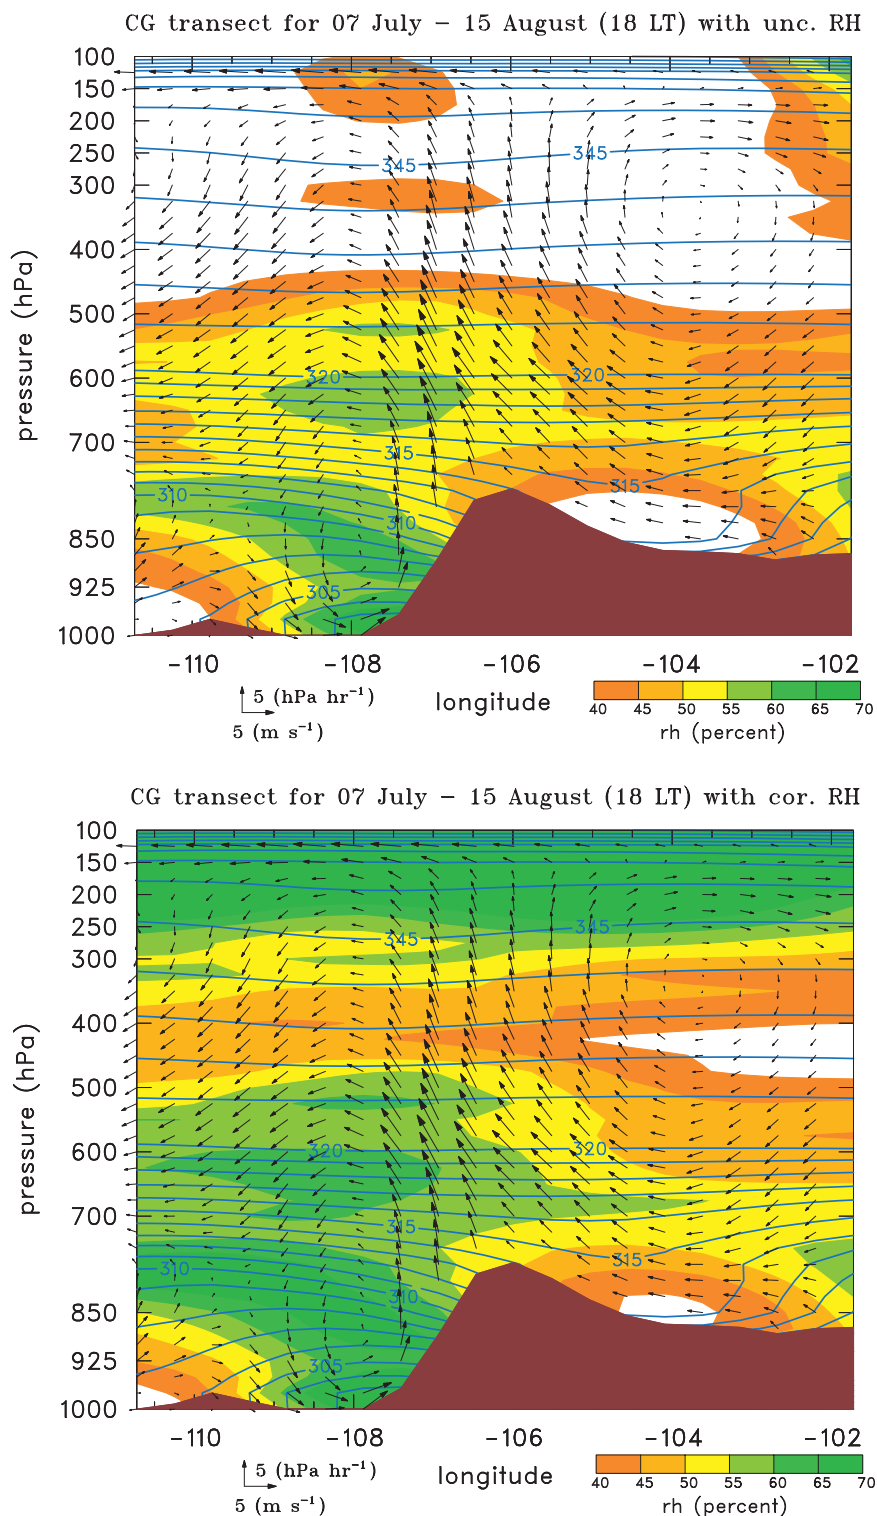 CG transect for 07 July – 15 August (18 LT) with unc. RH
100
150
200
250
300
400
500
600
700
850
925
1000
pressure (hPa)
345
345
320
320
315
315
310
310
305
-110 -108 -106 -104 -102
longitude
5 (hPa hr⁻¹)
5 (m s⁻¹)
40 45 50 55 60 65 70
rh (percent)
CG transect for 07 July – 15 August (18 LT) with cor. RH
100
150
200
250
300
400
500
600
700
850
925
1000
pressure (hPa)
345
345
320
320
315
315
310
310
305
-110 -108 -106 -104 -102
longitude
5 (hPa hr⁻¹)
5 (m s⁻¹)
40 45 50 55 60 65 70
rh (percent)